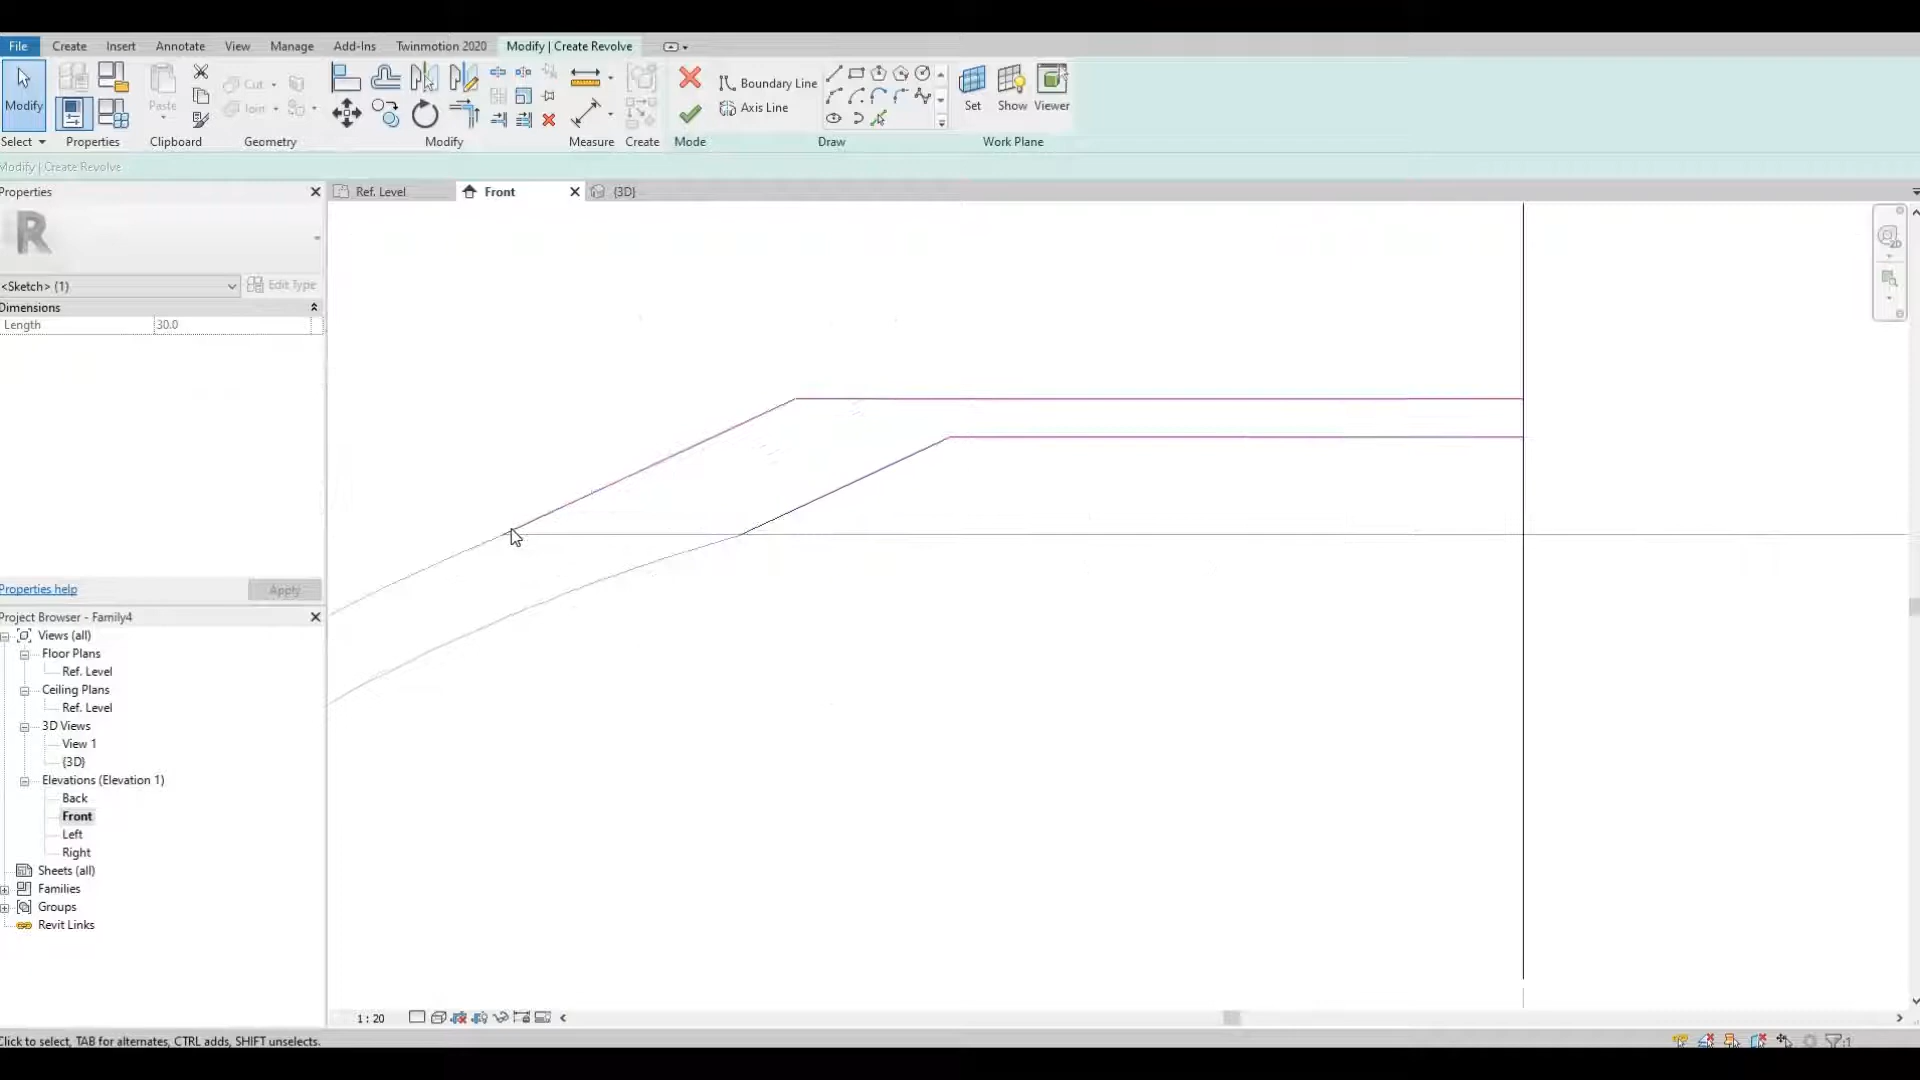 File Create Insert Annotate View Manage Add-Ins Twinmotion 2020 Modify | Create Revolve
Modify
Paste
Cut
Join
Boundary Line
Axis Line
Set Show Viewer
Select Properties Clipboard Geometry Modify Measure Create Mode Draw Work Plane
Modify | Create Revolve
Properties
Ref. Level
Front
{3D}
R
<Sketch> (1)
Edit Type
Dimensions
Length 30.0
Properties help
Apply
Project Browser - Family4
Views (all)
Floor Plans
Ref. Level
Ceiling Plans
Ref. Level
3D Views
View 1
{3D}
Elevations (Elevation 1)
Back
Front
Left
Right
Sheets (all)
Families
Groups
Revit Links
2D
1 : 20
Click to select, TAB for alternates, CTRL adds, SHIFT unselects.
:1